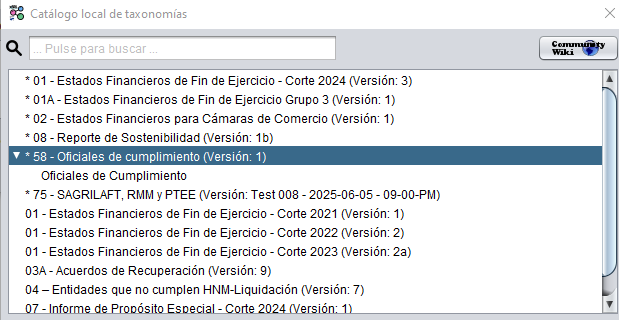 Catálogo local de taxonomías
... Pulse para buscar ...
Community
Wiki
* 01 - Estados Financieros de Fin de Ejercicio - Corte 2024 (Versión: 3)
* 01A - Estados Financieros de Fin de Ejercicio Grupo 3 (Versión: 1)
* 02 - Estados Financieros para Cámaras de Comercio (Versión: 1)
* 08 - Reporte de Sostenibilidad (Versión: 1b)
* 58 - Oficiales de cumplimiento (Versión: 1)
Oficiales de Cumplimiento
* 75 - SAGRILAFT, RMM y PTEE (Versión: Test 008 - 2025-06-05 - 09-00-PM)
01 - Estados Financieros de Fin de Ejercicio - Corte 2021 (Versión: 1)
01 - Estados Financieros de Fin de Ejercicio - Corte 2022 (Versión: 2)
01 - Estados Financieros de Fin de Ejercicio - Corte 2023 (Versión: 2a)
03A - Acuerdos de Recuperación (Versión: 9)
04 – Entidades que no cumplen HNM-Liquidación (Versión: 7)
07 - Informe de Propósito Especial - Corte 2024 (Versión: 1)